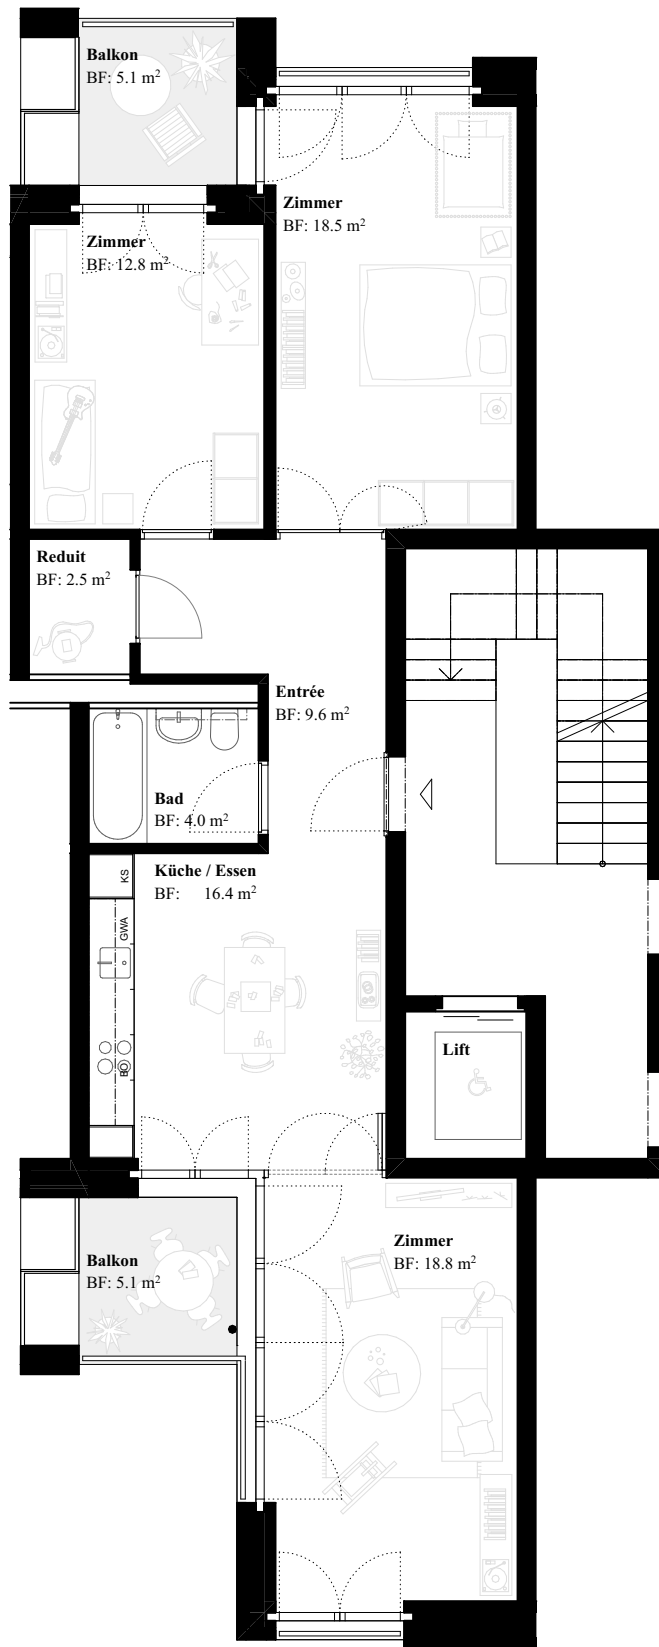 Balkon
BF: 5.1 m²
Zimmer
BF: 18.5 m²
Zimmer
BF: 12.8 m²
Reduit
BF: 2.5 m²
Entrée
BF: 9.6 m²
Bad
BF: 4.0 m²
Küche / Essen
BF: 16.4 m²
KS
GWA
BO
Lift
Zimmer
BF: 18.8 m²
Balkon
BF: 5.1 m²